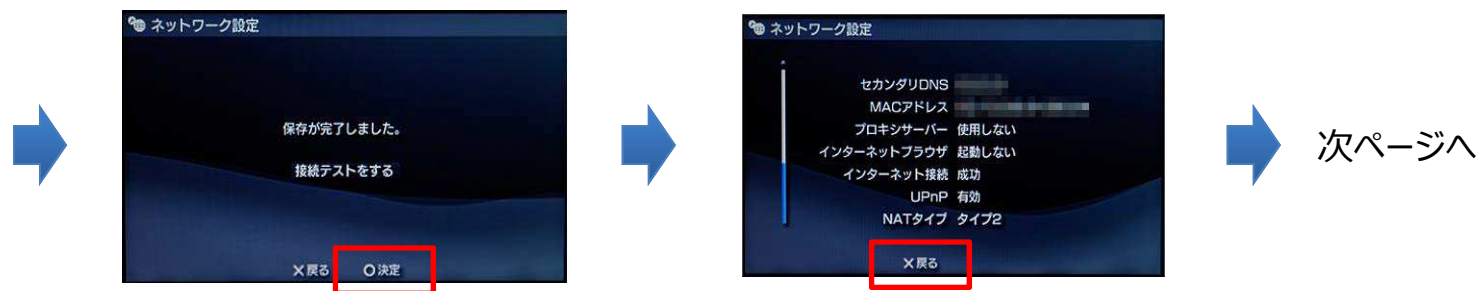 ネットワーク設定
保存が完了しました。
接続テストをする
×戻る ○決定
ネットワーク設定
セカンダリDNS
MACアドレス
プロキシサーバー 使用しない
インターネットブラウザ 起動しない
インターネット接続 成功
UPnP 有効
NATタイプ タイプ2
×戻る
次ページへ